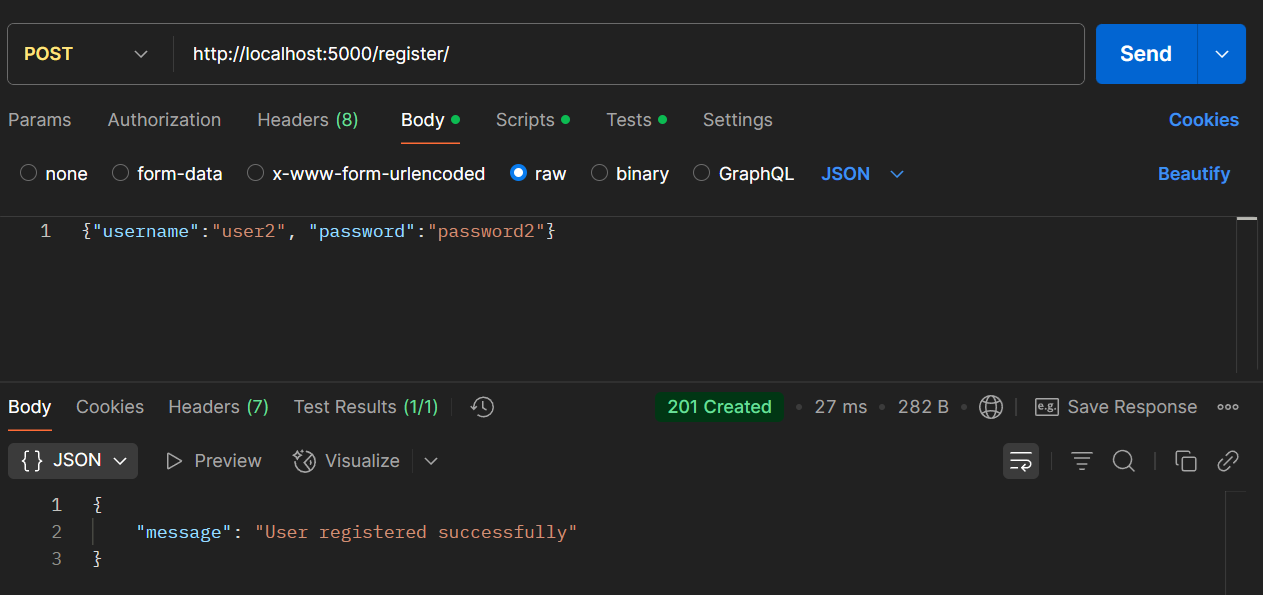 POST http://localhost:5000/register/ Send
Params Authorization Headers (8) Body Scripts Tests Settings Cookies
none form-data x-www-form-urlencoded raw binary GraphQL JSON Beautify
1 {"username":"user2", "password":"password2"}
Body Cookies Headers (7) Test Results (1/1) 201 Created • 27 ms • 282 B • e.g. Save Response
{} JSON Preview Visualize
1 {
2 "message": "User registered successfully"
3 }